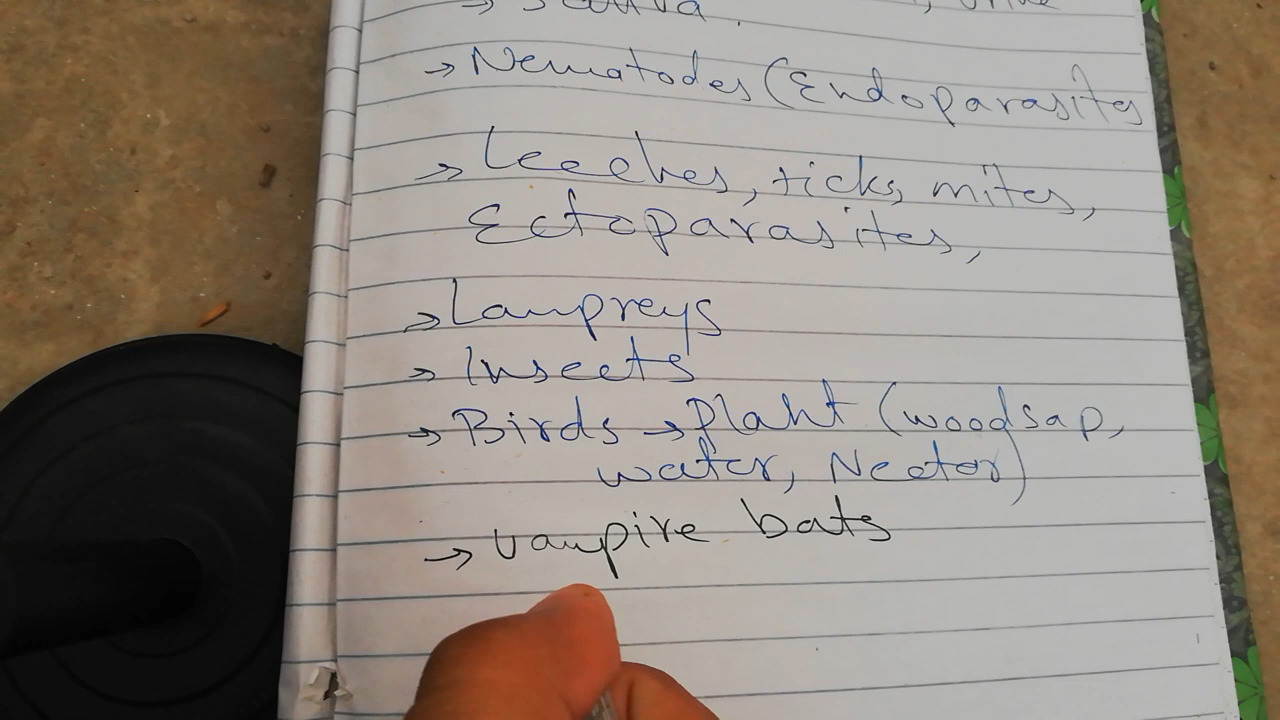 → Nematodes (Endoparasites
→ Leeches, ticks, mites,
Ectoparasites,
→ Lampreys
→ Insects
→ Birds → Plant (woodsap,
water, Nector)
→ vampire bats